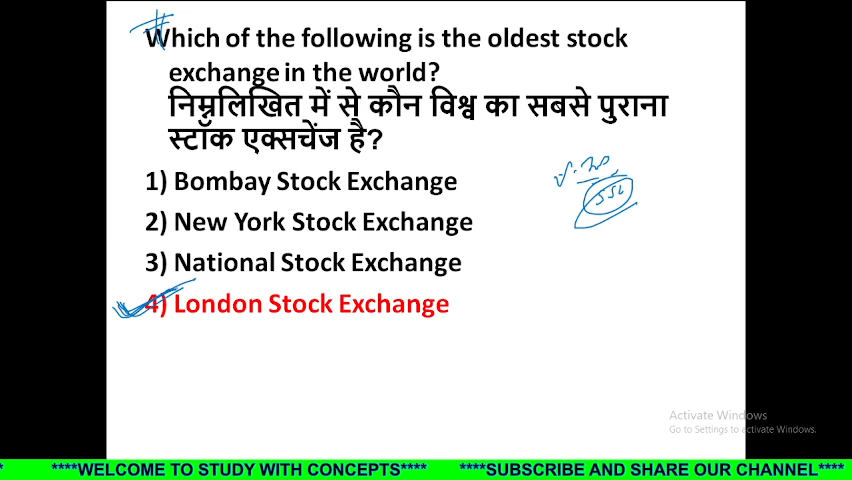 Which of the following is the oldest stock
exchange in the world?
निम्नलिखित में से कौन विश्व का सबसे पुराना
स्टॉक एक्सचेंज है?
1) Bombay Stock Exchange
2) New York Stock Exchange
3) National Stock Exchange
4) London Stock Exchange
Activate Windows
Go to Settings to activate Windows.
* ****WELCOME TO STUDY WITH CONCEPTS**** ****SUBSCRIBE AND SHARE OUR CHANNEL****